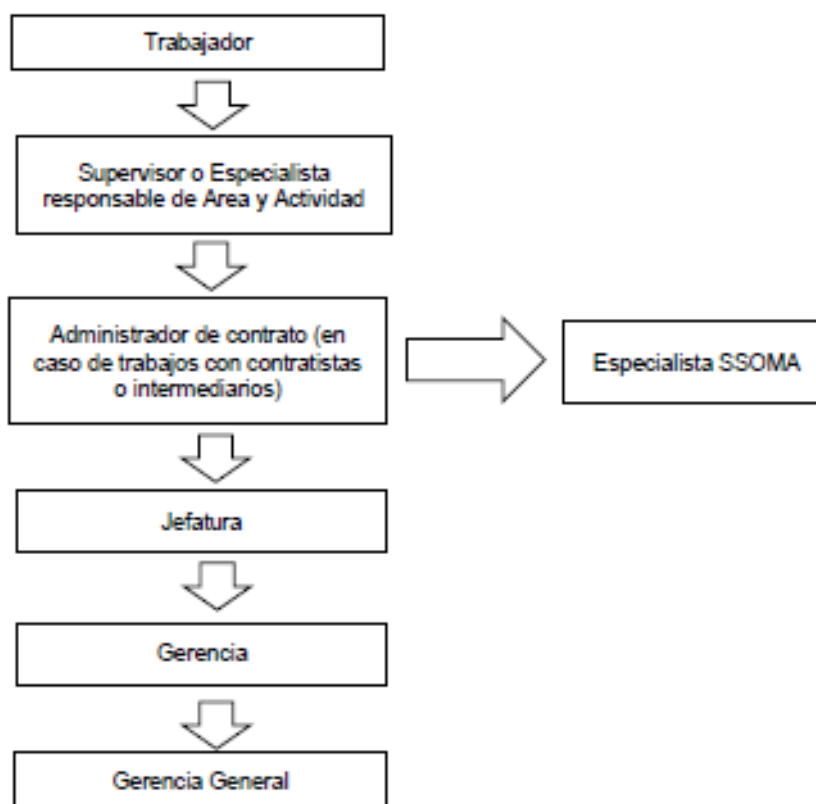 Trabajador
Supervisor o Especialista
responsable de Area y Actividad
Administrador de contrato (en
caso de trabajos con contratistas
o intermediarios)
Especialista SSOMA
Jefatura
Gerencia
Gerencia General